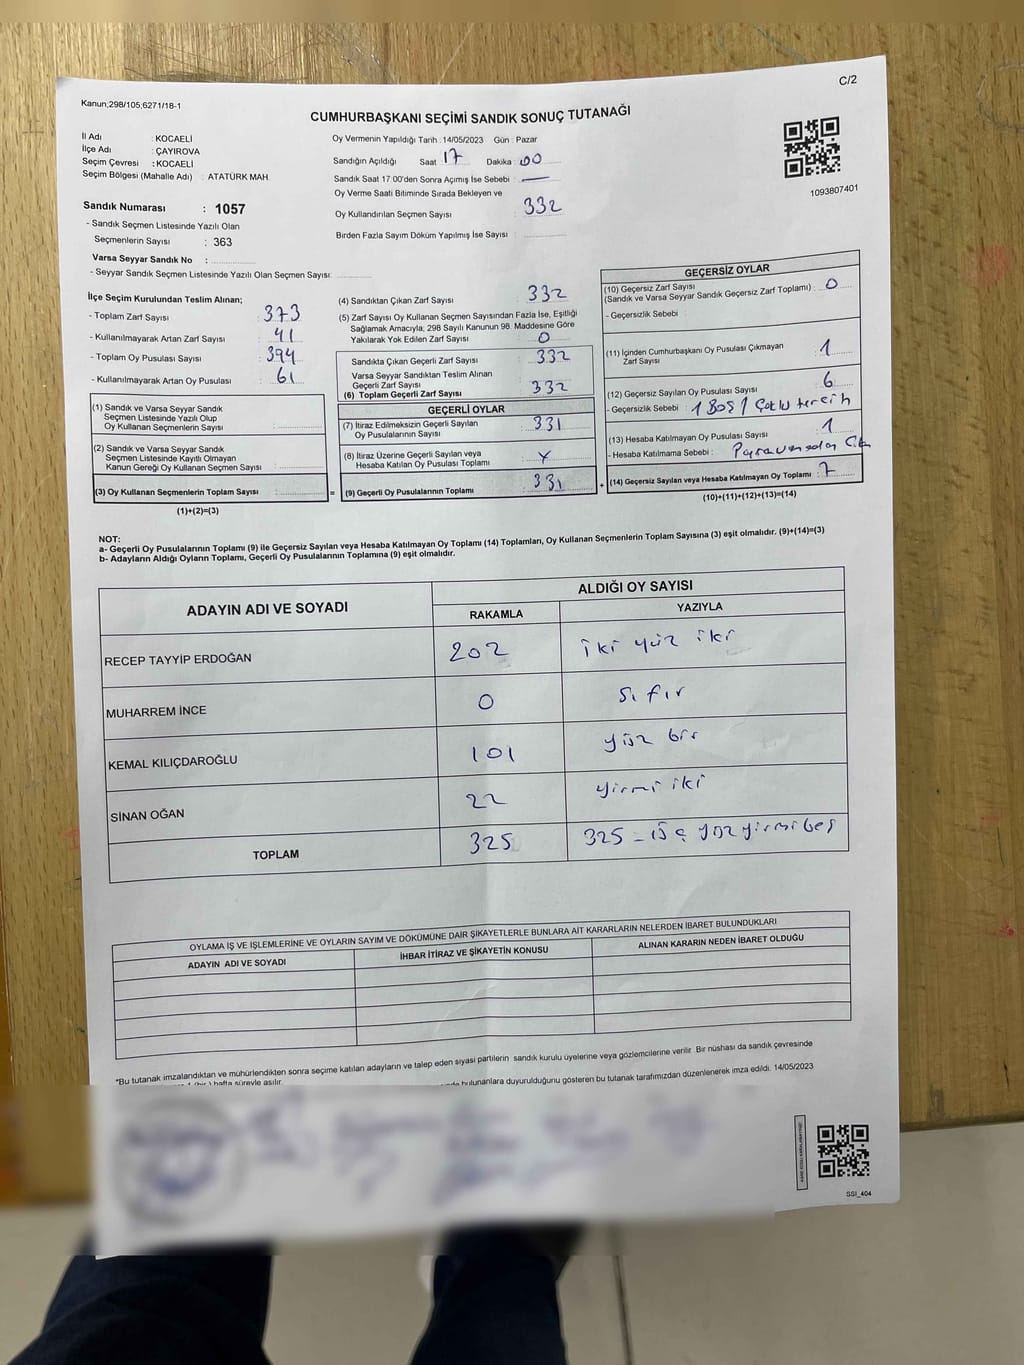 C/2
Kanun;298/105,6271/18-1
CUMHURBAŞKANI SEÇİMİ SANDIK SONUÇ TUTANAĞI
İl Adı : KOCAELİ
İlçe Adı : ÇAYIROVA
Seçim Çevresi : KOCAELİ
Seçim Bölgesi (Mahalle Adı) : ATATÜRK MAH.
Sandık Numarası : 1057
- Sandık Seçmen Listesinde Yazılı Olan
Seçmenlerin Sayısı : 363
Varsa Seyyar Sandık No :
- Seyyar Sandık Seçmen Listesinde Yazılı Olan Seçmen Sayısı:
Oy Vermenin Yapıldığı Tarih :14/05/2023 Gün : Pazar
Sandığın Açıldığı Saat 17 Dakika : 00
Sandık Saat 17:00'den Sonra Açımış İse Sebebi : —
Oy Verme Saati Bitiminde Sırada Bekleyen ve
Oy Kullandırılan Seçmen Sayısı : 332
Birden Fazla Sayım Döküm Yapılmış İse Sayısı :
1093807401
İlçe Seçim Kurulundan Teslim Alınan;
- Toplam Zarf Sayısı : 373
- Kullanılmayarak Artan Zarf Sayısı : 41
- Toplam Oy Pusulası Sayısı : 394
- Kullanılmayarak Artan Oy Pusulası : 61
(1) Sandık ve Varsa Seyyar Sandık
Seçmen Listesinde Yazılı Olup
Oy Kullanan Seçmenlerin Sayısı :
(2) Sandık ve Varsa Seyyar Sandık
Seçmen Listesinde Kayıtlı Olmayan
Kanun Gereği Oy Kullanan Seçmen Sayısı :
(3) Oy Kullanan Seçmenlerin Toplam Sayısı : =
(1)+(2)=(3)
(4) Sandıktan Çıkan Zarf Sayısı : 332
(5) Zarf Sayısı Oy Kullanan Seçmen Sayısından Fazla İse, Eşitliği
Sağlamak Amacıyla; 298 Sayılı Kanunun 98. Maddesine Göre
Yakılarak Yok Edilen Zarf Sayısı : 0
Sandıkta Çıkan Geçerli Zarf Sayısı : 332
Varsa Seyyar Sandıktan Teslim Alınan
Geçerli Zarf Sayısı :
(6) Toplam Geçerli Zarf Sayısı : 332
GEÇERLİ OYLAR
(7) İtiraz Edilmeksizin Geçerli Sayılan
Oy Pusulalarının Sayısı : 331
(8) İtiraz Üzerine Geçerli Sayılan veya
Hesaba Katılan Oy Pusulası Toplamı :
(9) Geçerli Oy Pusulalarının Toplamı : 331 +
GEÇERSİZ OYLAR
(10) Geçersiz Zarf Sayısı
(Sandık ve Varsa Seyyar Sandık Geçersiz Zarf Toplamı) : 0
- Geçersizlik Sebebi :
(11) İçinden Cumhurbaşkanı Oy Pusulası Çıkmayan
Zarf Sayısı : 1
(12) Geçersiz Sayılan Oy Pusulası Sayısı : 6
- Geçersizlik Sebebi : 1 Boş 1 Çoklu tercih
(13) Hesaba Katılmayan Oy Pusulası Sayısı : 1
- Hesaba Katılmama Sebebi :
(14) Geçersiz Sayılan veya Hesaba Katılmayan Oy Toplamı : 7
(10)+(11)+(12)+(13)=(14)
NOT:
a- Geçerli Oy Pusulalarının Toplamı (9) ile Geçersiz Sayılan veya Hesaba Katılmayan Oy Toplamı (14) Toplamları, Oy Kullanan Seçmenlerin Toplam Sayısına (3) eşit olmalıdır. (9)+(14)=(3)
b- Adayların Aldığı Oyların Toplamı, Geçerli Oy Pusulalarının Toplamına (9) eşit olmalıdır.
ADAYIN ADI VE SOYADI
ALDIĞI OY SAYISI
RAKAMLA YAZIYLA
RECEP TAYYİP ERDOĞAN 202 iki yüz iki
MUHARREM İNCE 0 sıfır
KEMAL KILIÇDAROĞLU 101 yüz bir
SİNAN OĞAN 22 yirmi iki
TOPLAM 325 325 - üç yüz yirmi beş
OYLAMA İŞ VE İŞLEMLERİNE VE OYLARIN SAYIM VE DÖKÜMÜNE DAİR ŞİKAYETLERLE BUNLARA AİT KARARLARIN NELERDEN İBARET BULUNDUKLARI
ADAYIN ADI VE SOYADI İHBAR İTİRAZ VE ŞİKAYETİN KONUSU ALINAN KARARIN NEDEN İBARET OLDUĞU
*Bu tutanak imzalandıktan ve mühürlendikten sonra seçime katılan adayların ve talep eden siyasi partilerin sandık kurulu üyelerine veya gözlemcilerine verilir. Bir nüshası da sandık çevresinde
1 (bir) hafta süreyle asılır. bulunanlara duyurulduğunu gösteren bu tutanak tarafımızdan düzenlenerek imza edildi. 14/05/2023
SSI_404